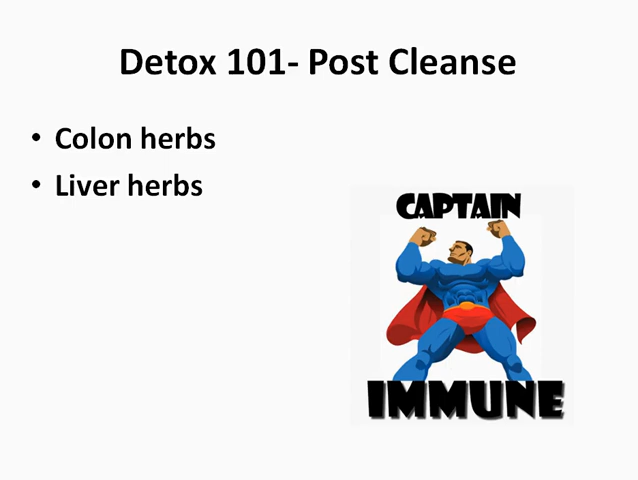 Detox 101- Post Cleanse
• Colon herbs
• Liver herbs
CAPTAIN
IMMUNE